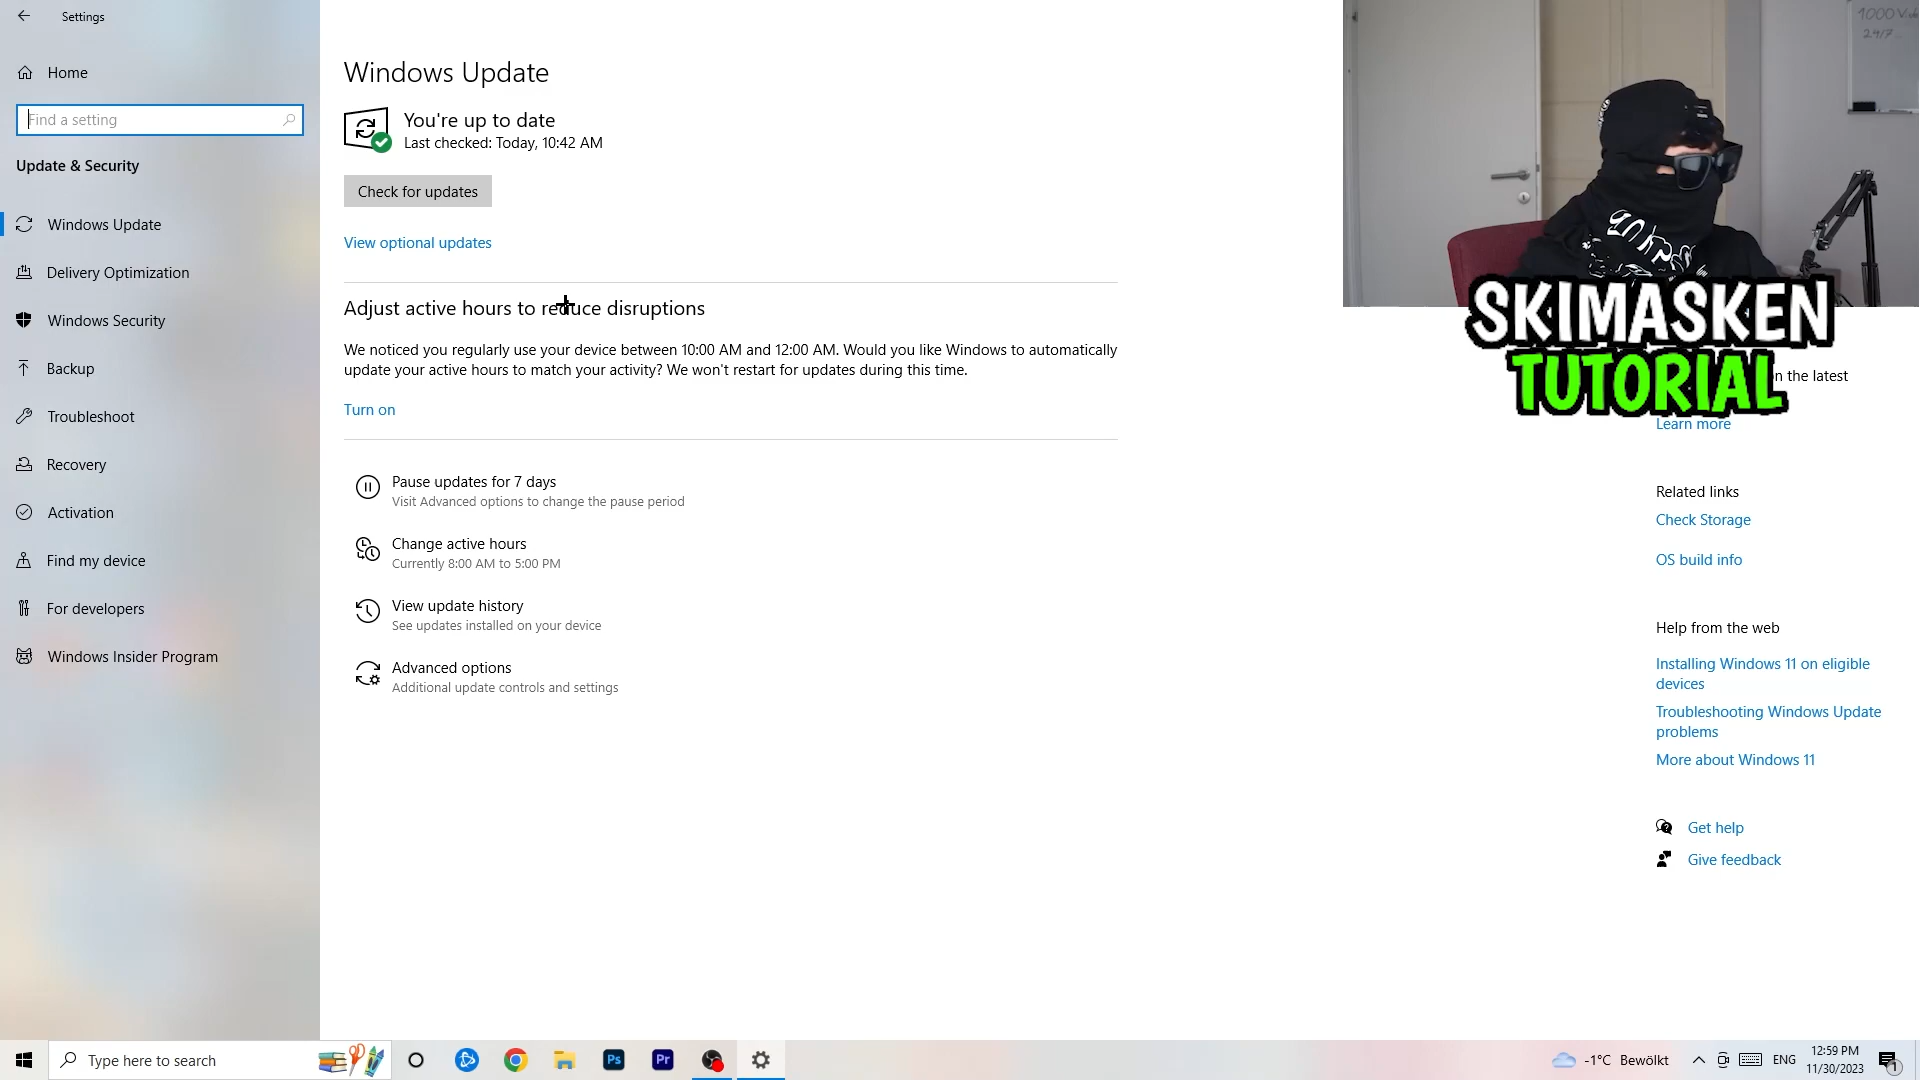 Settings
Home
Find a setting
Update & Security
Windows Update
Delivery Optimization
Windows Security
Backup
Troubleshoot
Recovery
Activation
Find my device
For developers
Windows Insider Program
Windows Update
You're up to date
Last checked: Today, 10:42 AM
Check for updates
View optional updates
Adjust active hours to reduce disruptions
We noticed you regularly use your device between 10:00 AM and 12:00 AM. Would you like Windows to automatically
update your active hours to match your activity? We won't restart for updates during this time.
Turn on
Pause updates for 7 days
Visit Advanced options to change the pause period
Change active hours
Currently 8:00 AM to 5:00 PM
View update history
See updates installed on your device
Advanced options
Additional update controls and settings
24/7
SKIMASKEN
TUTORIAL
on the latest
Learn more
Related links
Check Storage
OS build info
Help from the web
Installing Windows 11 on eligible
devices
Troubleshooting Windows Update
problems
More about Windows 11
Get help
Give feedback
Type here to search
Ps
Pr
-1°C Bewölkt
ENG
12:59 PM
11/30/2023
1